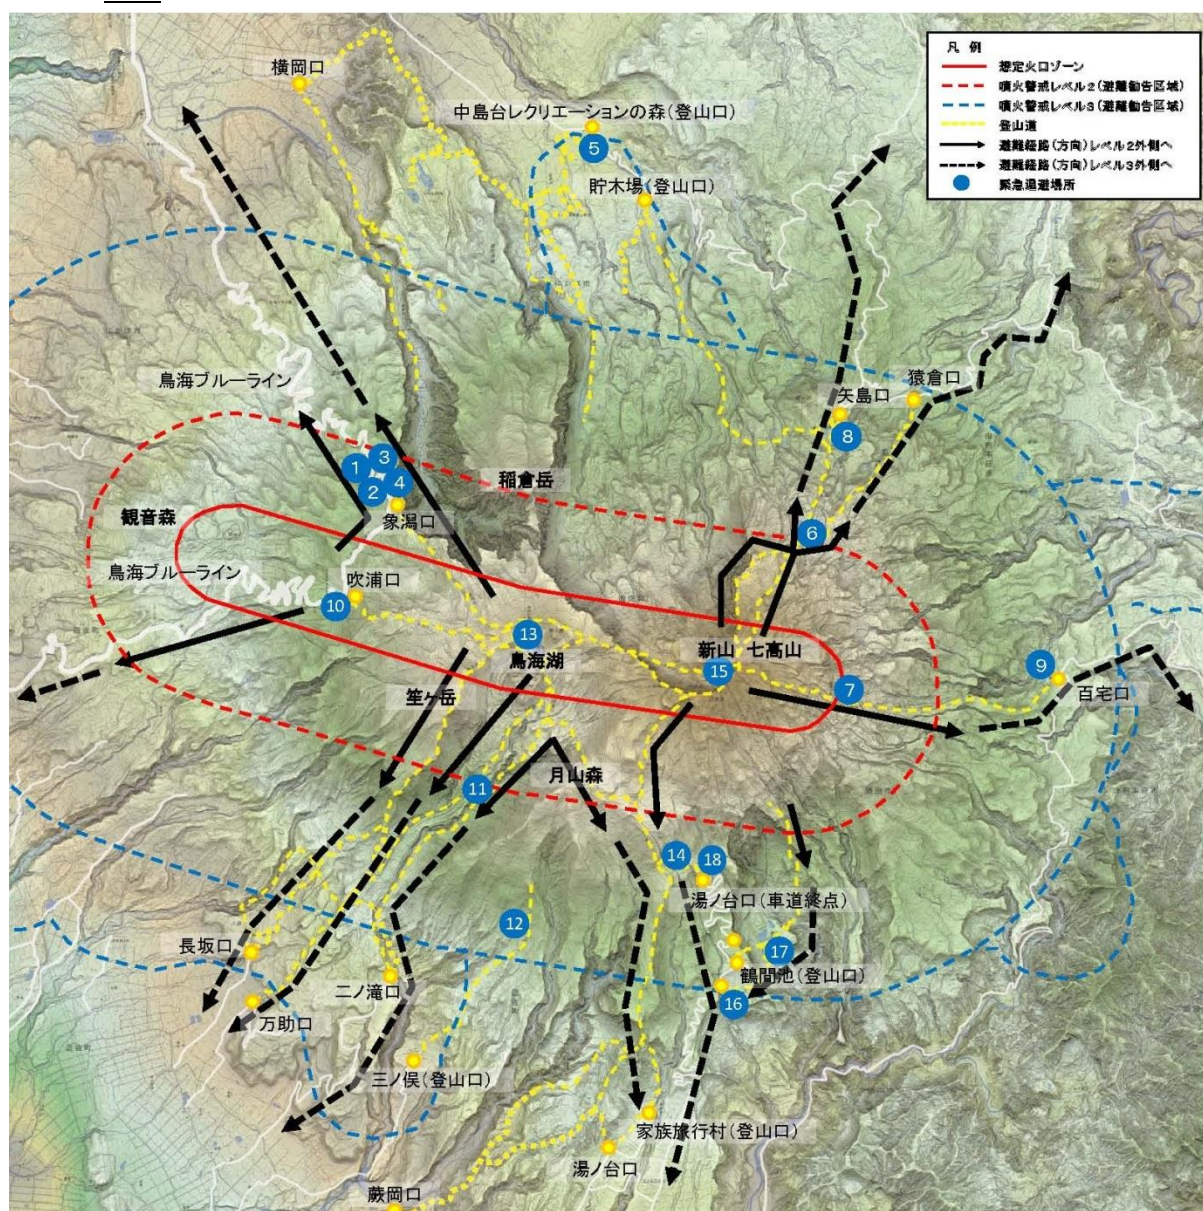 凡 例
想定火口ゾーン
噴火警戒レベル２（避難勧告区域）
噴火警戒レベル３（避難勧告区域）
登山道
避難経路（方向）レベル２外側へ
避難経路（方向）レベル３外側へ
緊急退避場所
横岡口
中島台レクリエーションの森（登山口）
5
貯木場（登山口）
鳥海ブルーライン
猿倉口
矢島口
8
3
1
4
2
稲倉岳
象潟口
観音森
6
鳥海ブルーライン
吹浦口
10
13
鳥海湖
新山
七高山
15
7
9
百宅口
笙ヶ岳
月山森
11
14
18
湯ノ台口（車道終点）
12
17
長坂口
二ノ滝口
鶴間池（登山口）
16
万助口
三ノ俣（登山口）
家族旅行村（登山口）
湯ノ台口
蕨岡口